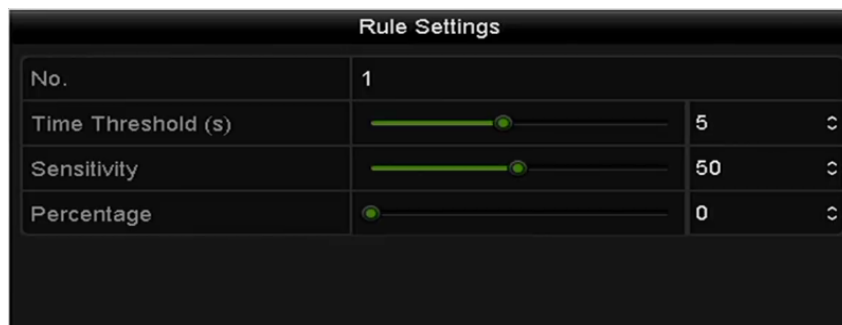 Rule Settings
No. 1
Time Threshold (s) 5
Sensitivity 50
Percentage 0